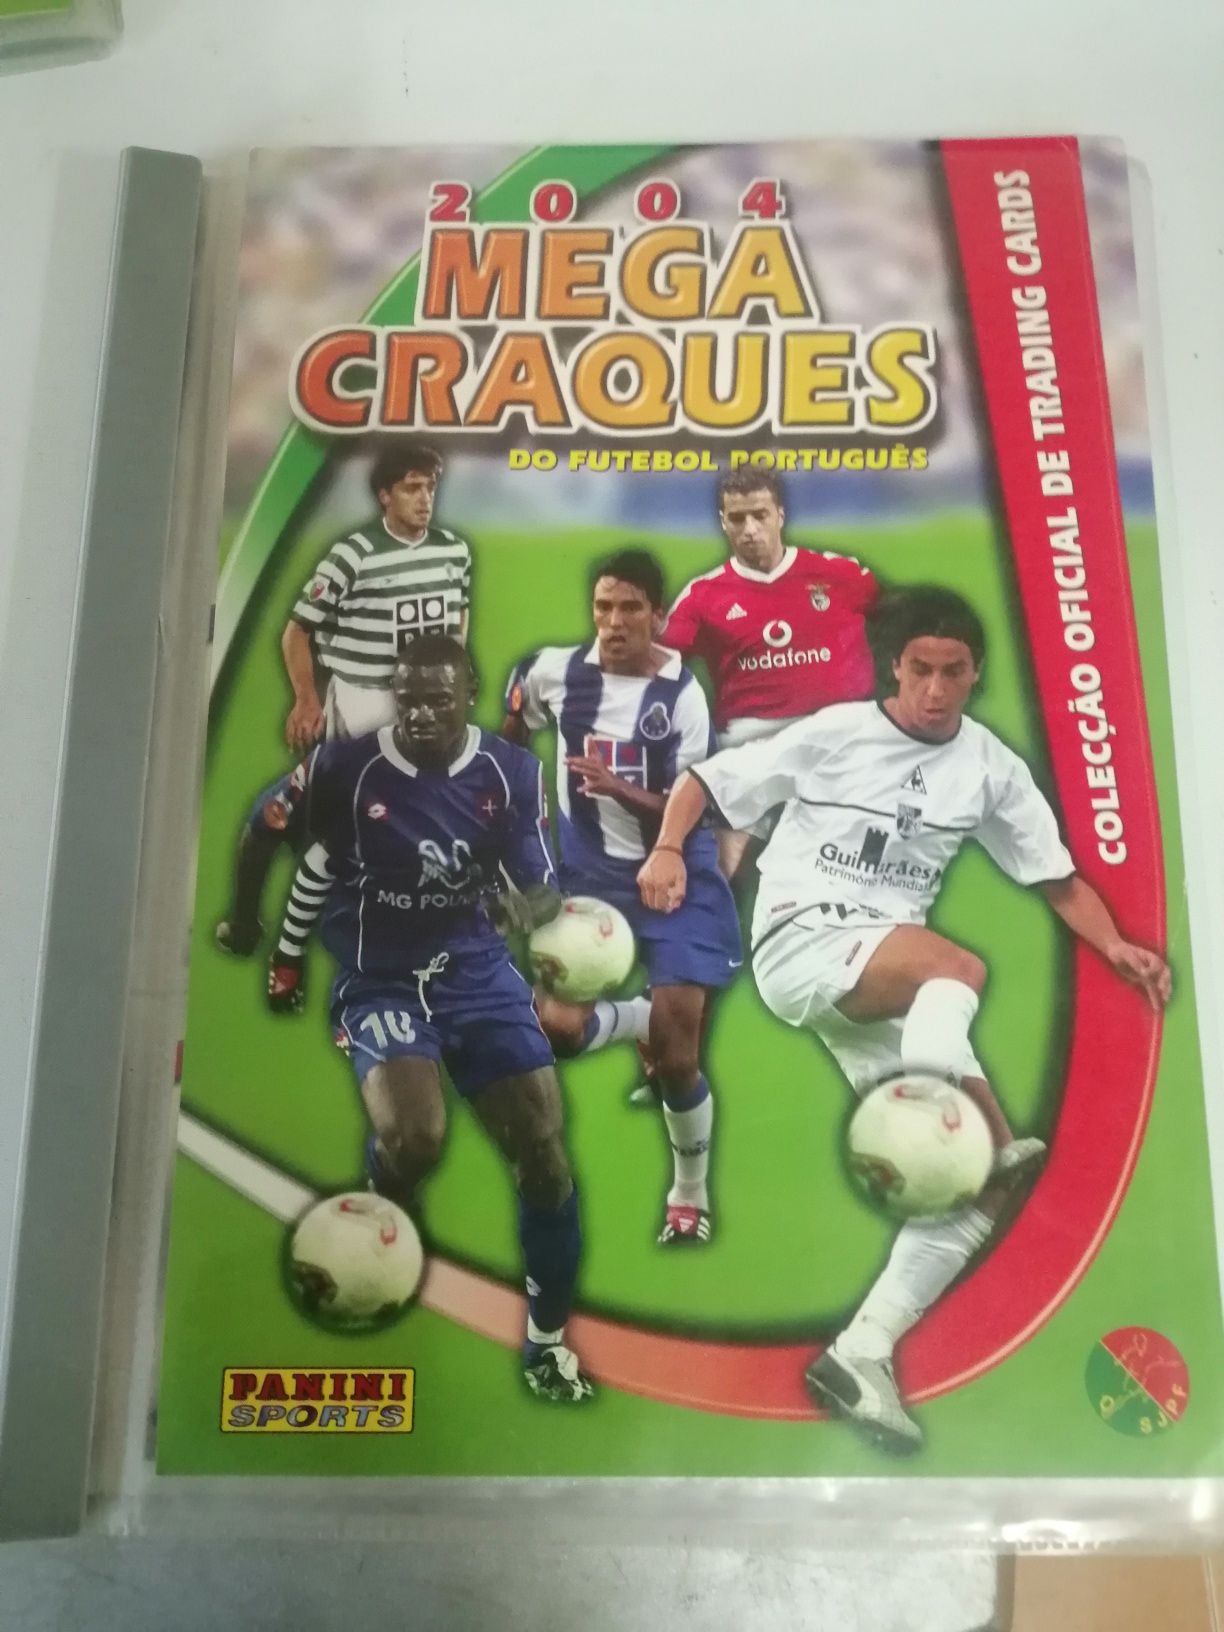 2004
MEGA
CRAQUES
DO FUTEBOL PORTUGUÊS
COLECÇÃO OFICIAL DE TRADING CARDS
vodafone
Guimarães
Património Mundial
MG
10
PANINI
SPORTS
SJPF